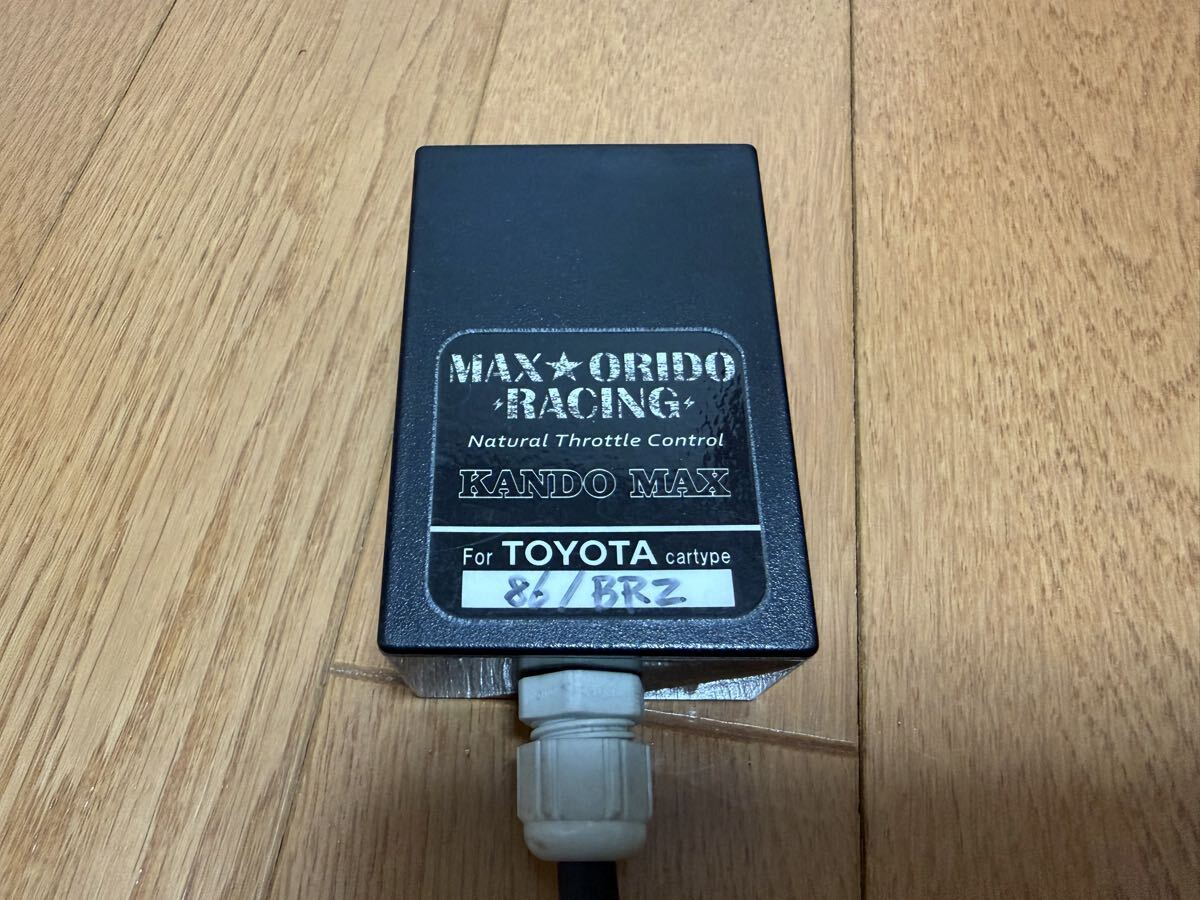 MAX★ORIDO
RACING
Natural Throttle Control
KANDO MAX
For TOYOTA cartype
86/BRZ